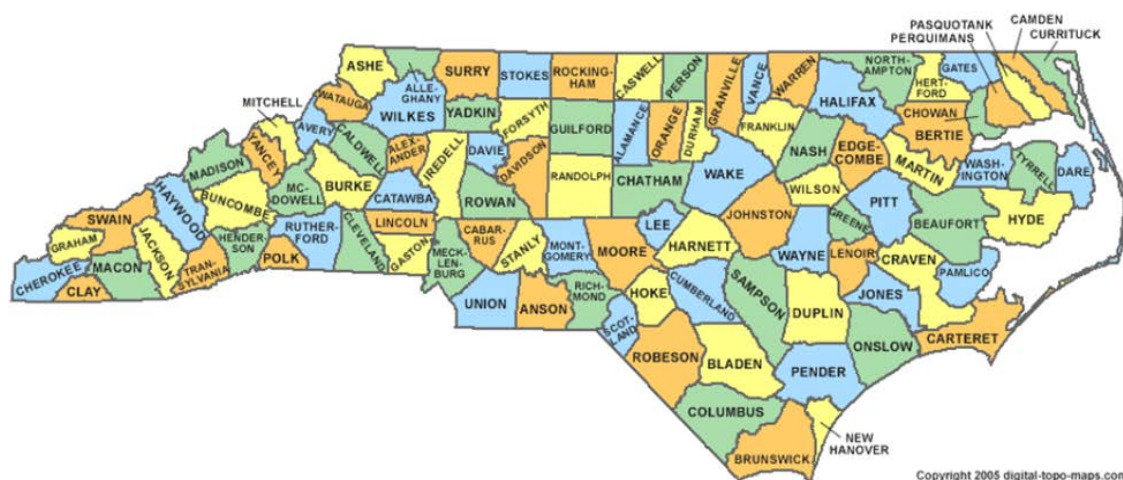 PASQUOTANK
CAMDEN
PERQUIMANS
CURRITUCK
ASHE
ALLE-
GHANY
SURRY
STOKES
ROCKING-
HAM
CASWELL
PERSON
GRANVILLE
VANCE
WARREN
NORTH-
AMPTON
GATES
HERT-
FORD
HALIFAX
MITCHELL
WATAUGA
WILKES
YADKIN
FORSYTH
GUILFORD
ALAMANCE
ORANGE
DURHAM
FRANKLIN
CHOWAN
BERTIE
AVERY
YANCEY
CALDWELL
ALEX-
ANDER
IREDELL
DAVIE
DAVIDSON
RANDOLPH
CHATHAM
WAKE
NASH
EDGE-
COMBE
MARTIN
WASH-
INGTON
TYRRELL
DARE
MADISON
HAYWOOD
BUNCOMBE
MC-
DOWELL
BURKE
CATAWBA
ROWAN
WILSON
PITT
BEAUFORT
HYDE
SWAIN
GRAHAM
JACKSON
HENDER-
SON
RUTHER-
FORD
CLEVELAND
LINCOLN
GASTON
CABAR-
RUS
STANLY
MONT-
GOMERY
MOORE
LEE
HARNETT
JOHNSTON
WAYNE
GREENE
LENOIR
CRAVEN
PAMLICO
CHEROKEE
CLAY
MACON
TRAN-
SYLVANIA
POLK
MECK-
LEN-
BURG
UNION
ANSON
RICH-
MOND
SCOT-
LAND
HOKE
CUMBERLAND
SAMPSON
DUPLIN
JONES
ONSLOW
CARTERET
ROBESON
BLADEN
PENDER
COLUMBUS
NEW
HANOVER
BRUNSWICK
Copyright 2005 digital-topo-maps.com